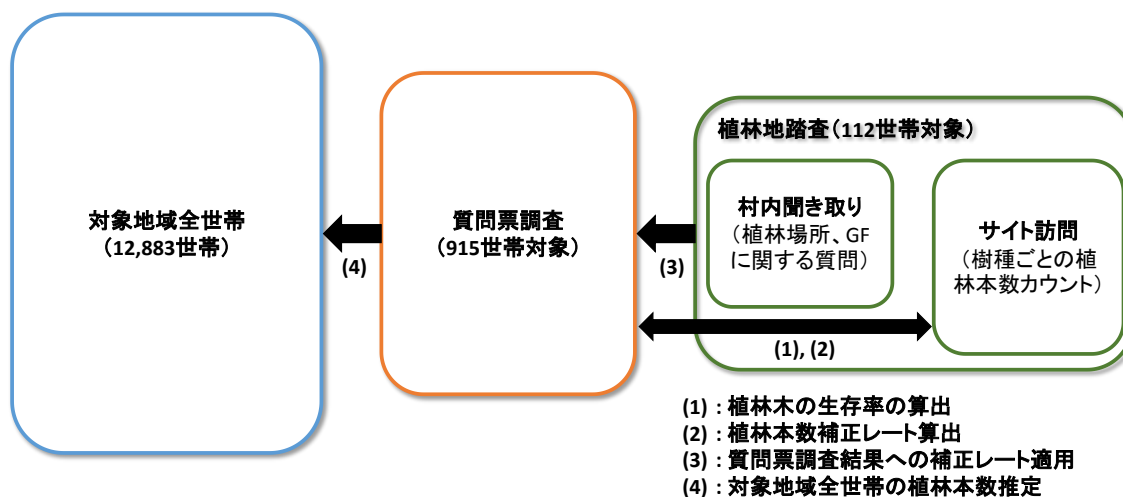 対象地域全世帯
（12,883世帯）
(4)
質問票調査
（915世帯対象）
(3)
植林地踏査（112世帯対象）
村内聞き取り
（植林場所、GF
に関する質問）
サイト訪問
（樹種ごとの植
林本数カウント）
(1), (2)
(1) : 植林木の生存率の算出
(2) : 植林本数補正レート算出
(3) : 質問票調査結果への補正レート適用
(4) : 対象地域全世帯の植林本数推定